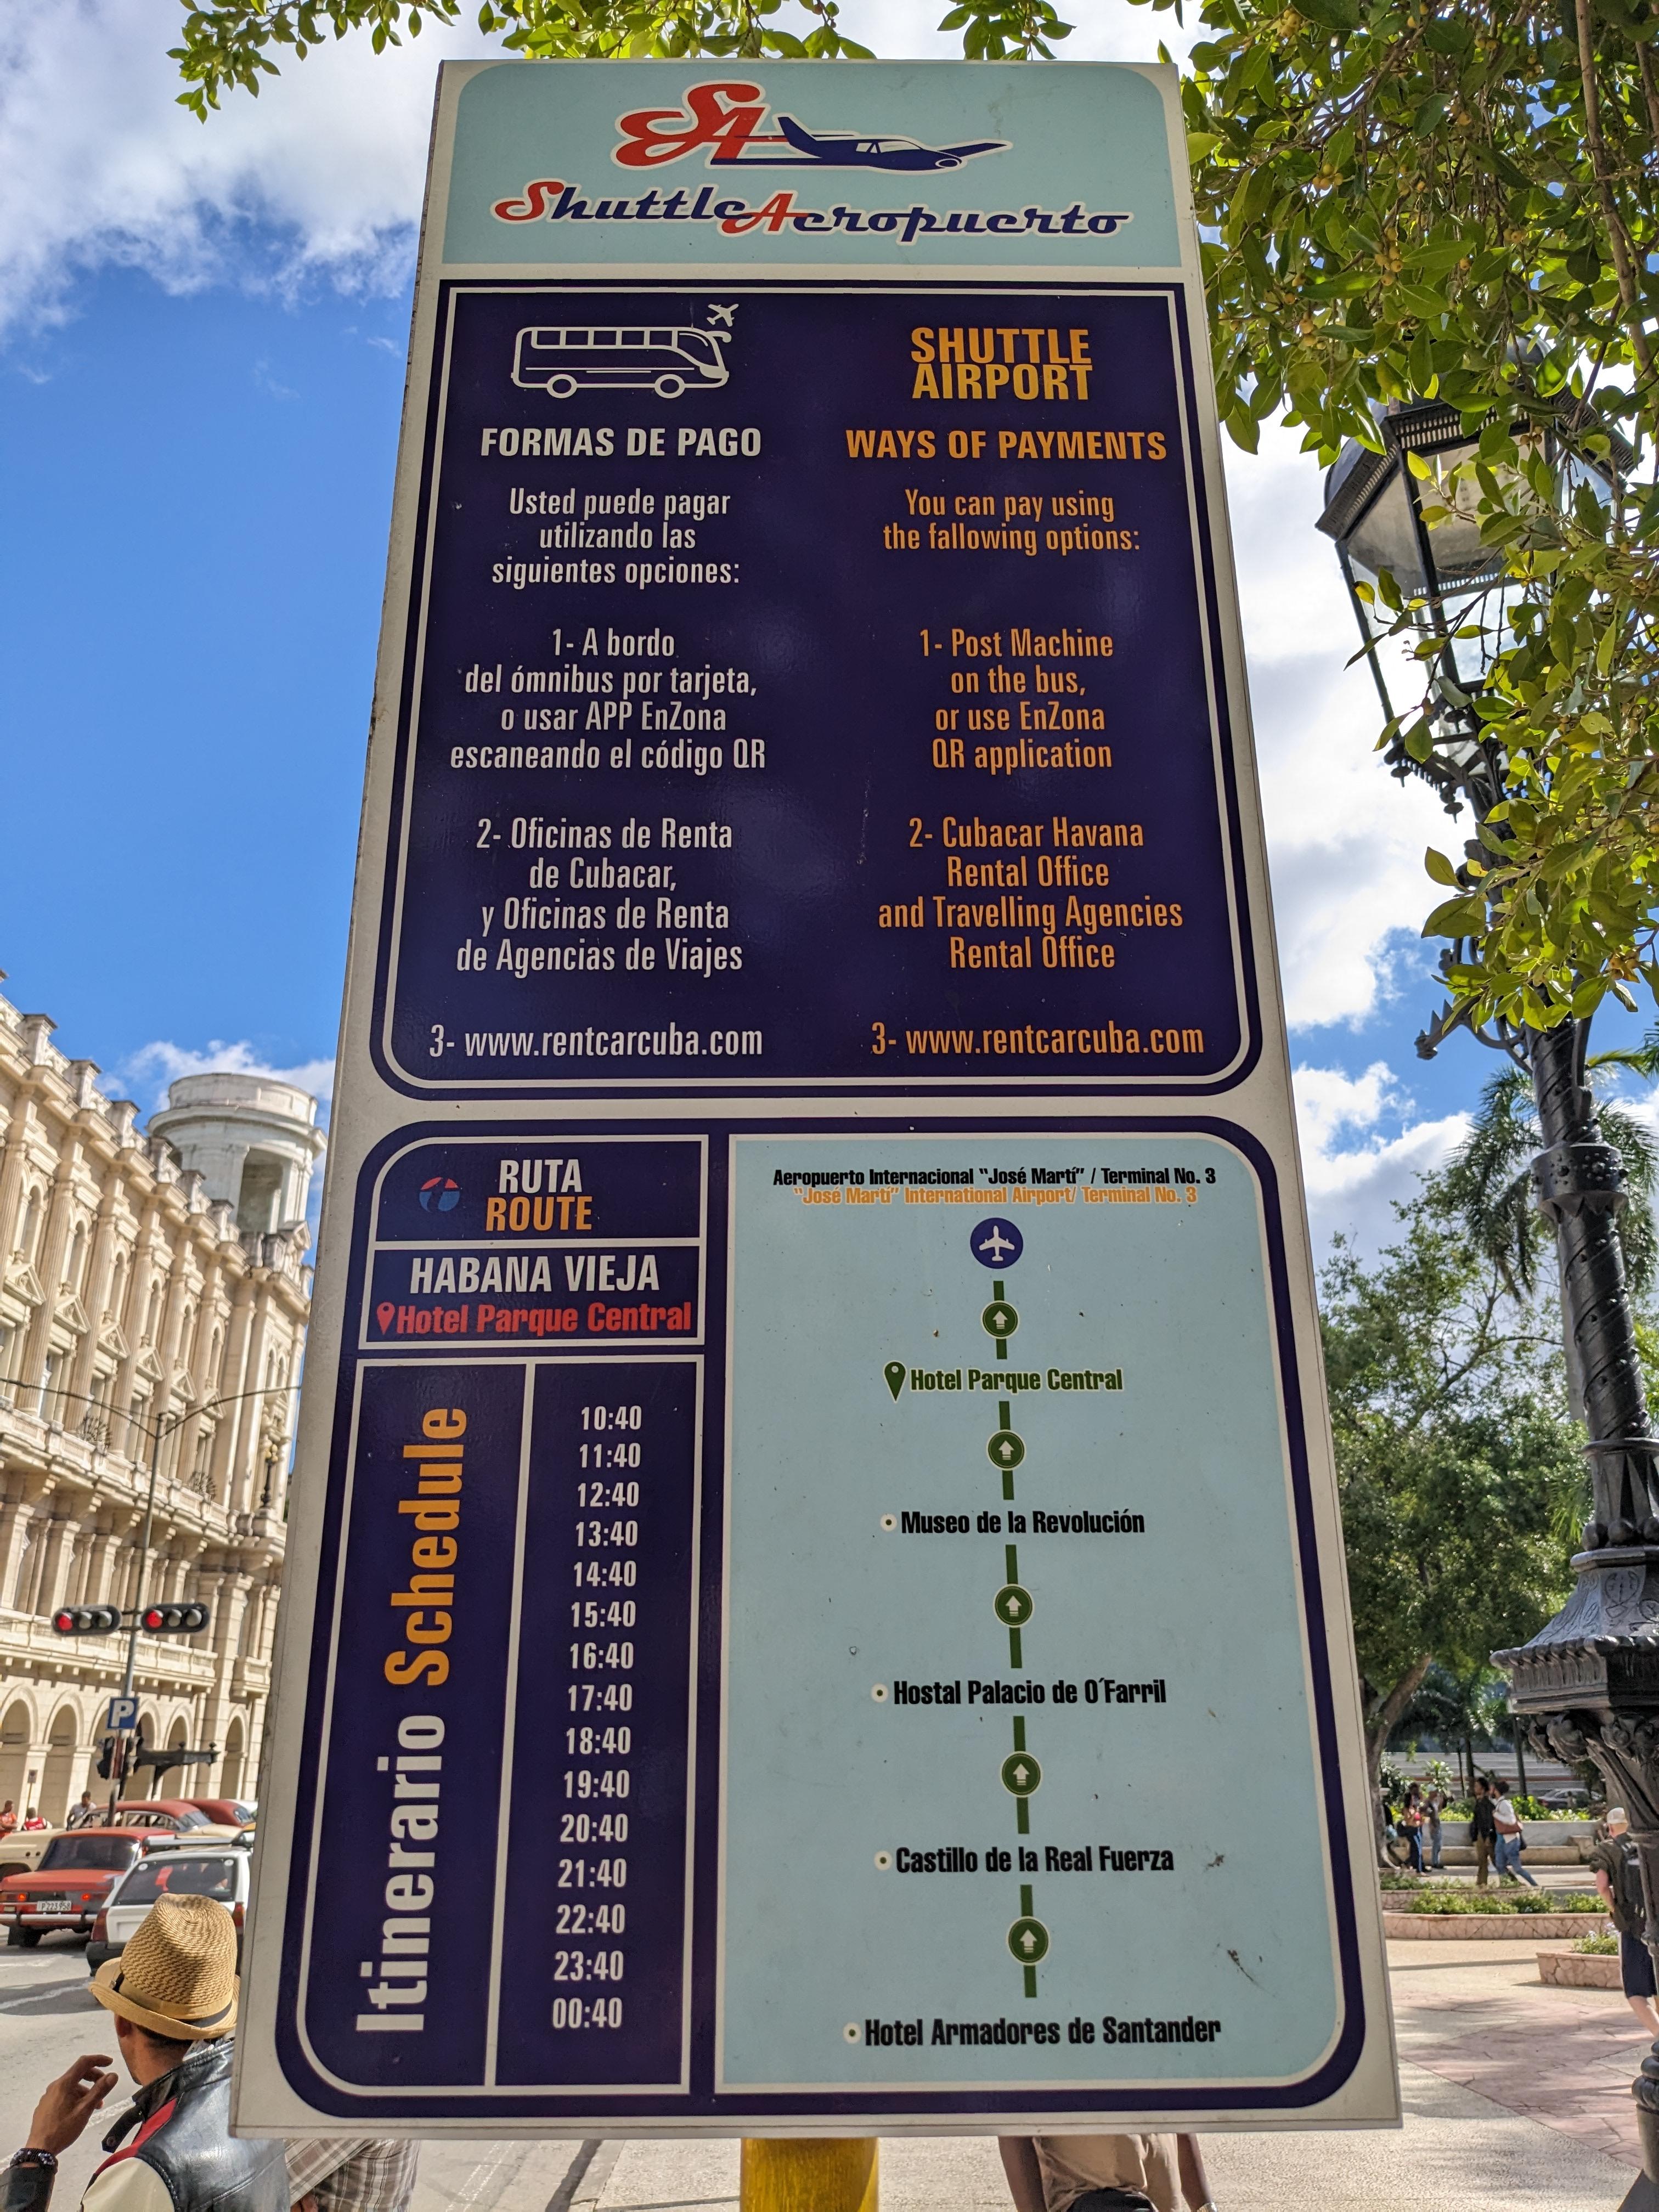 SA
ShuttleAeropuerto
FORMAS DE PAGO
Usted puede pagar
utilizando las
siguientes opciones:
1- A bordo
del ómnibus por tarjeta,
o usar APP EnZona
escaneando el código QR
2- Oficinas de Renta
de Cubacar,
y Oficinas de Renta
de Agencias de Viajes
3- www.rentcarcuba.com
SHUTTLE
AIRPORT
WAYS OF PAYMENTS
You can pay using
the fallowing options:
1- Post Machine
on the bus,
or use EnZona
QR application
2- Cubacar Havana
Rental Office
and Travelling Agencies
Rental Office
3- www.rentcarcuba.com
RUTA
ROUTE
HABANA VIEJA
Hotel Parque Central
Itinerario Schedule
10:40
11:40
12:40
13:40
14:40
15:40
16:40
17:40
18:40
19:40
20:40
21:40
22:40
23:40
00:40
Aeropuerto Internacional "José Martí" / Terminal No. 3
"José Martí" International Airport/ Terminal No. 3
Hotel Parque Central
Museo de la Revolución
Hostal Palacio de O´Farril
Castillo de la Real Fuerza
Hotel Armadores de Santander
P